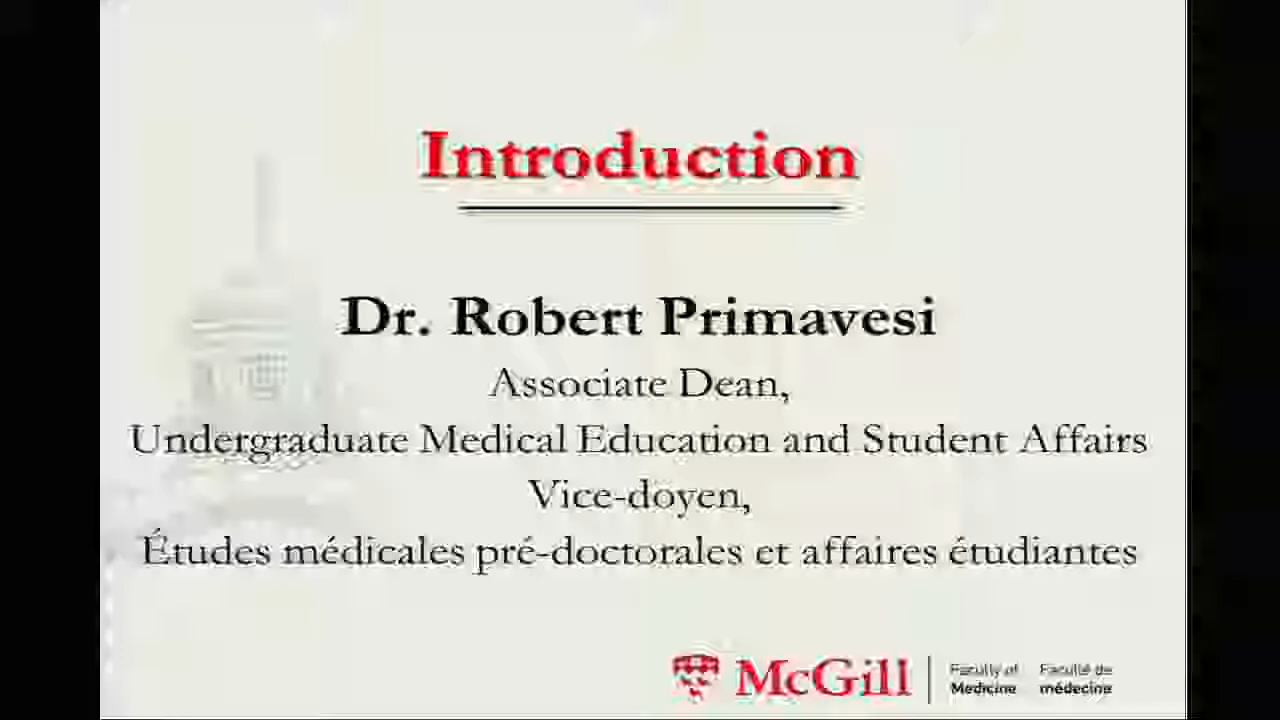 Introduction
Dr. Robert Primavesi
Associate Dean,
Undergraduate Medical Education and Student Affairs
Vice-doyen,
Études médicales pré-doctorales et affaires étudiantes
McGill
Faculty of Medicine
Faculté de médecine